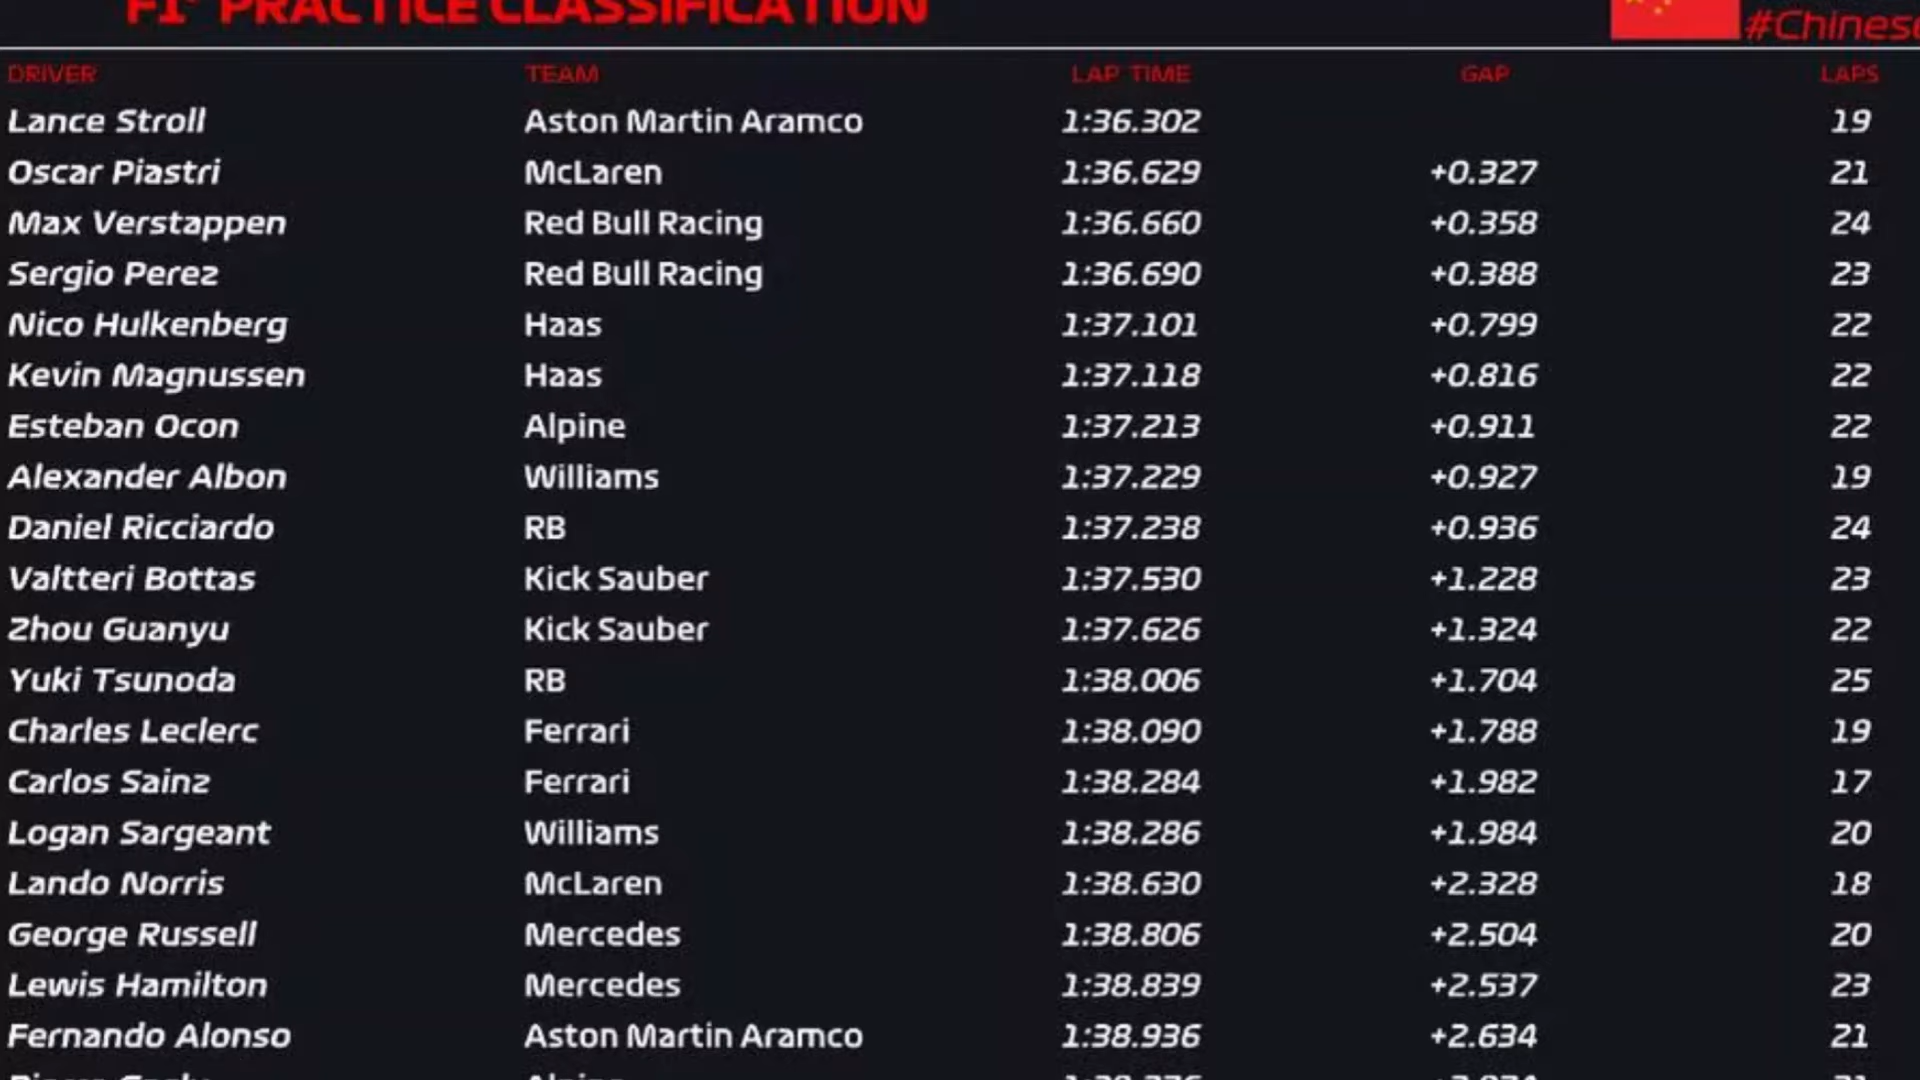 F1 PRACTICE CLASSIFICATION #Chinese
DRIVER TEAM LAP TIME GAP LAPS
Lance Stroll Aston Martin Aramco 1:36.302 19
Oscar Piastri McLaren 1:36.629 +0.327 21
Max Verstappen Red Bull Racing 1:36.660 +0.358 24
Sergio Perez Red Bull Racing 1:36.690 +0.388 23
Nico Hulkenberg Haas 1:37.101 +0.799 22
Kevin Magnussen Haas 1:37.118 +0.816 22
Esteban Ocon Alpine 1:37.213 +0.911 22
Alexander Albon Williams 1:37.229 +0.927 19
Daniel Ricciardo RB 1:37.238 +0.936 24
Valtteri Bottas Kick Sauber 1:37.530 +1.228 23
Zhou Guanyu Kick Sauber 1:37.626 +1.324 22
Yuki Tsunoda RB 1:38.006 +1.704 25
Charles Leclerc Ferrari 1:38.090 +1.788 19
Carlos Sainz Ferrari 1:38.284 +1.982 17
Logan Sargeant Williams 1:38.286 +1.984 20
Lando Norris McLaren 1:38.630 +2.328 18
George Russell Mercedes 1:38.806 +2.504 20
Lewis Hamilton Mercedes 1:38.839 +2.537 23
Fernando Alonso Aston Martin Aramco 1:38.936 +2.634 21